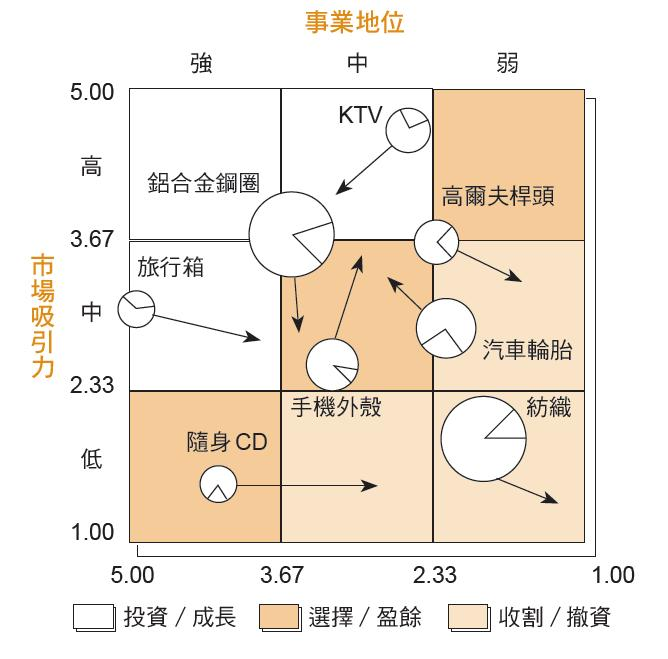 事業地位
強 中 弱
5.00
KTV
高
鋁合金鋼圈
高爾夫桿頭
3.67
市場吸引力
旅行箱
中
汽車輪胎
2.33
手機外殼
紡織
隨身CD
低
1.00
5.00 3.67 2.33 1.00
投資/成長 選擇/盈餘 收割/撤資